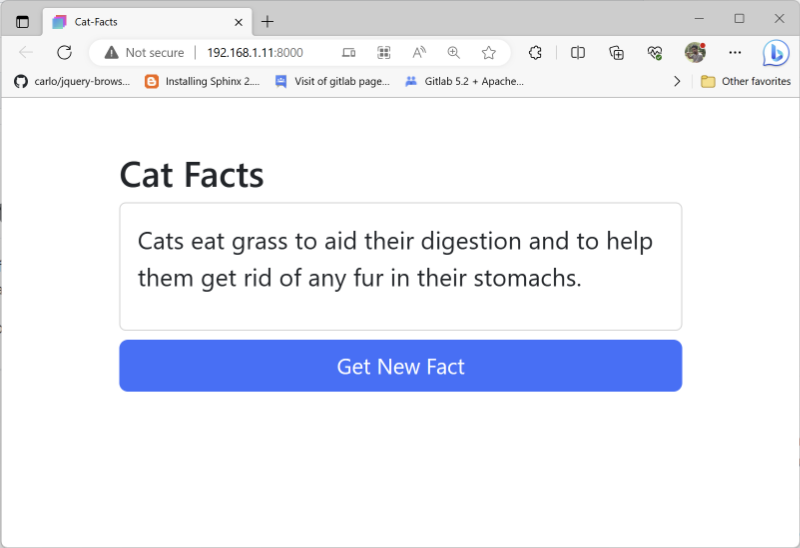 Cat-Facts
Not secure 192.168.1.11:8000
carlo/jquery-brows... Installing Sphinx 2.... Visit of gitlab page... Gitlab 5.2 + Apache... Other favorites
Cat Facts
Cats eat grass to aid their digestion and to help
them get rid of any fur in their stomachs.
Get New Fact